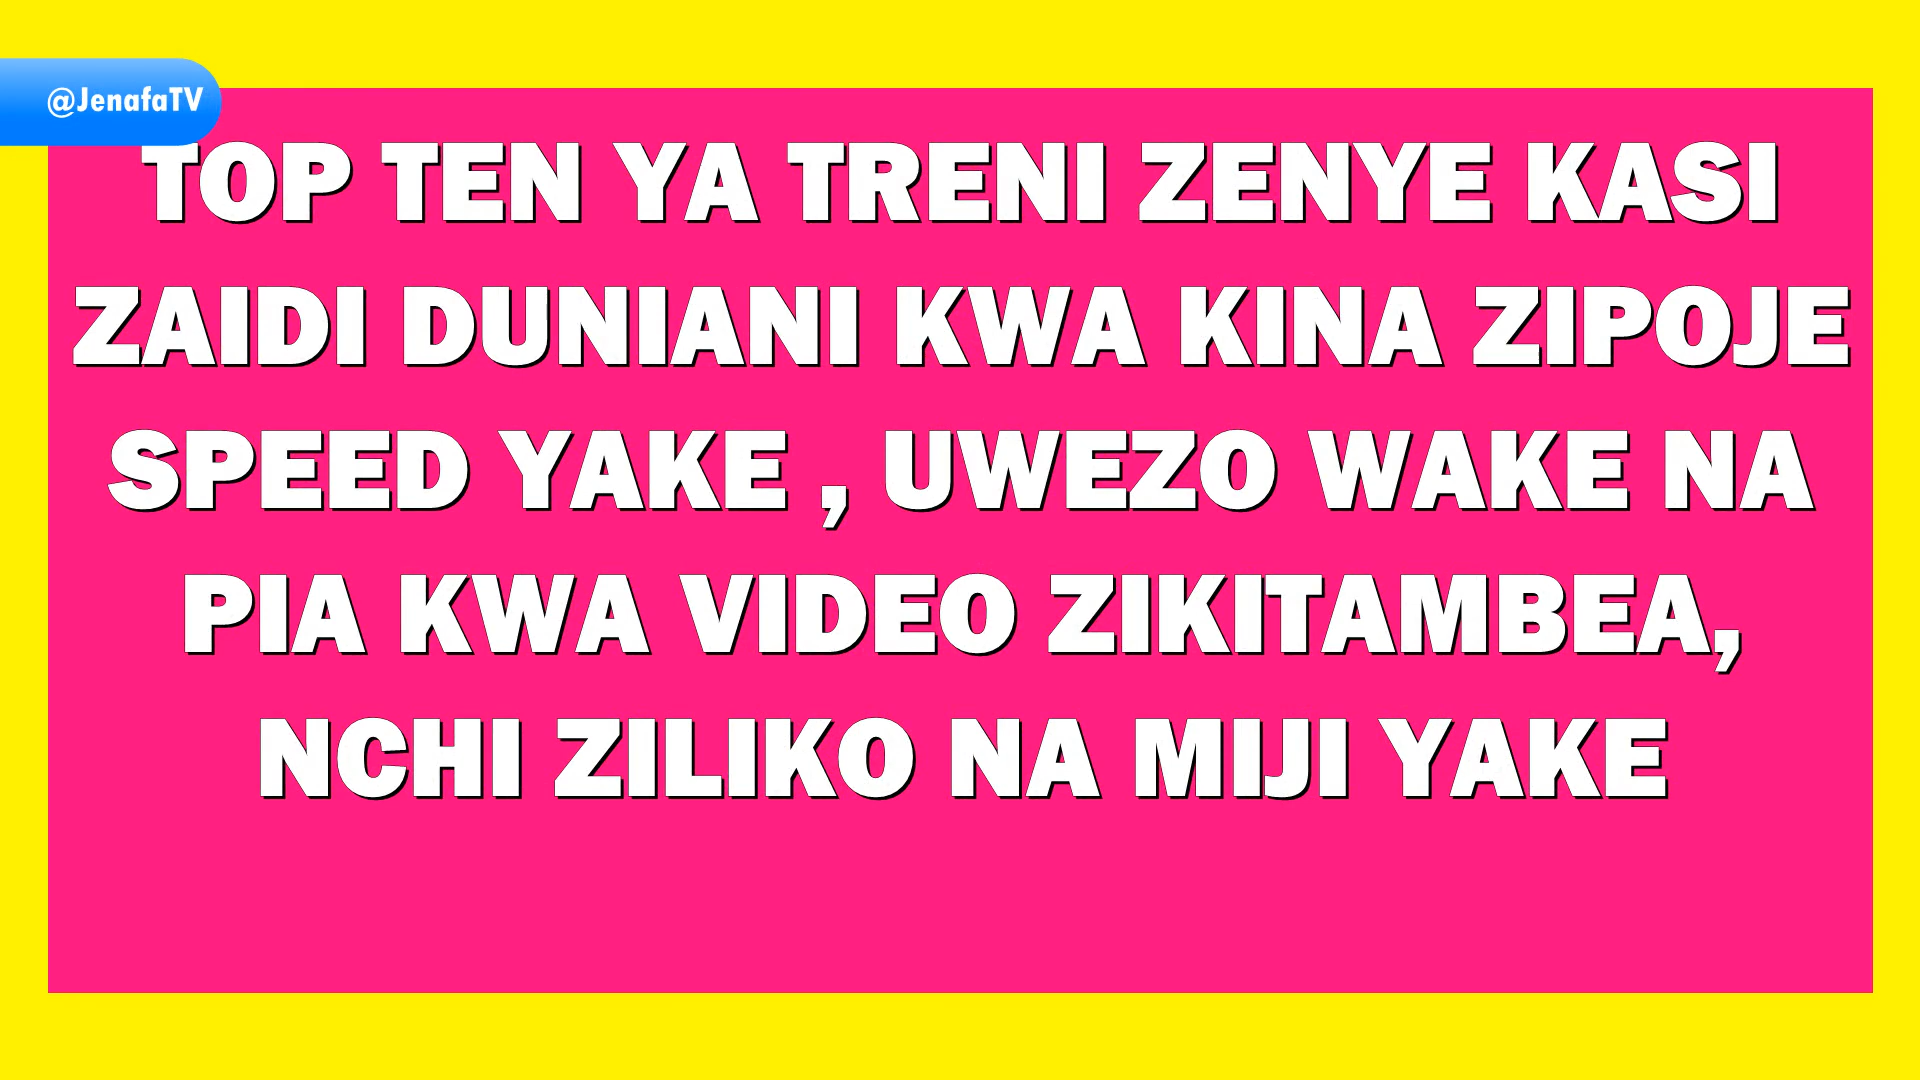 @JenafaTV
TOP TEN YA TRENI ZENYE KASI
ZAIDI DUNIANI KWA KINA ZIPOJE
SPEED YAKE , UWEZO WAKE NA
PIA KWA VIDEO ZIKITAMBEA,
NCHI ZILIKO NA MIJI YAKE